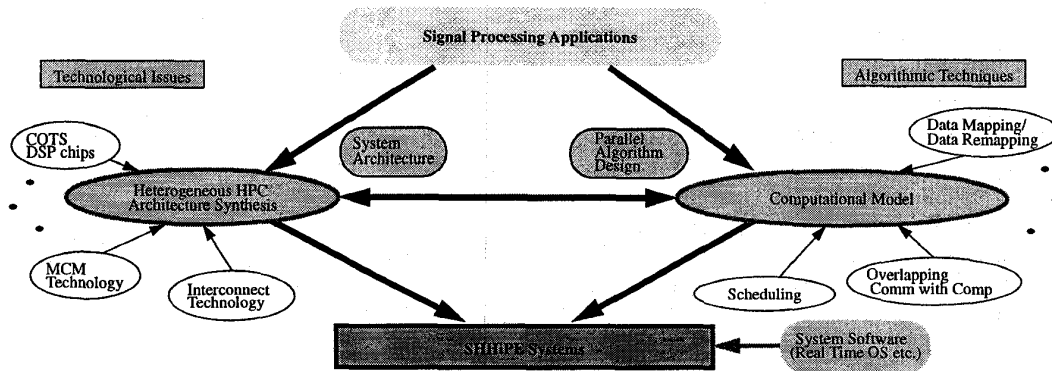 Signal Processing Applications
Technological Issues
Algorithmic Techniques
COTS
DSP chips
System
Architecture
Parallel
Algorithm
Design
Data Mapping/
Data Remapping
Heterogeneous HPC
Architecture Synthesis
Computational Model
MCM
Technology
Interconnect
Technology
Scheduling
Overlapping
Comm with Comp
SHHiPE Systems
System Software
(Real Time OS etc.)